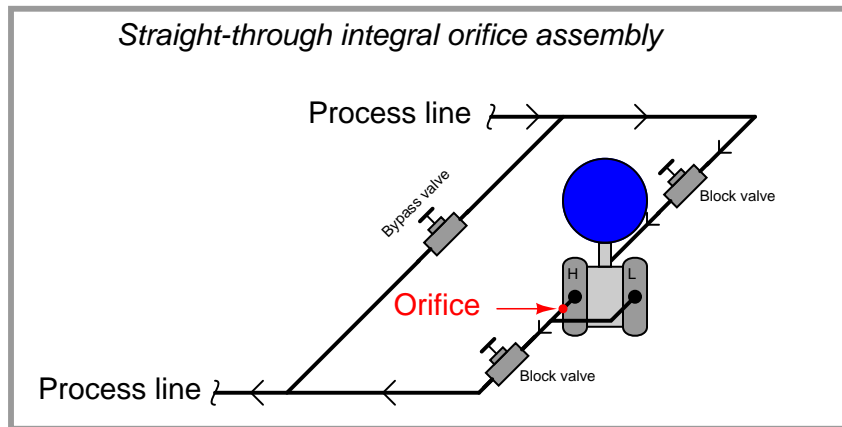 Straight-through integral orifice assembly
Process line
Bypass valve
Block valve
H
L
Orifice
Block valve
Process line